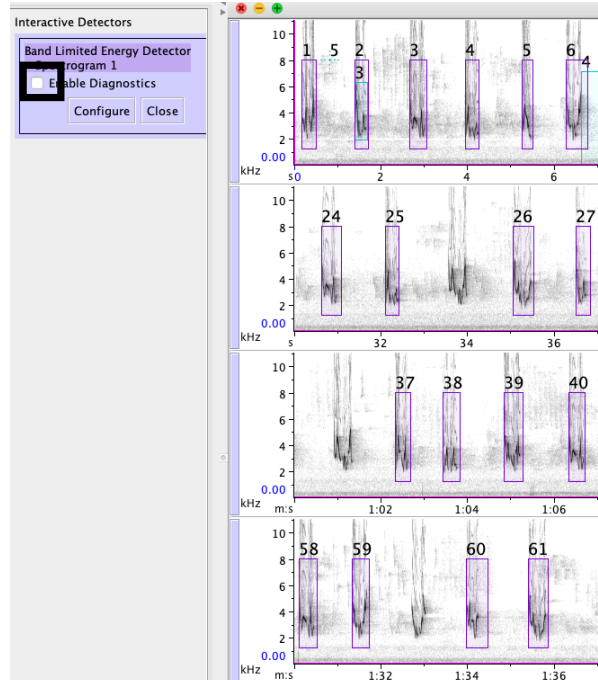 Interactive Detectors
Band Limited Energy Detector
Spectrogram 1
Enable Diagnostics
Configure Close
10
8
6
4
2
0.00
kHz
1 5 2 3 4 5 6
3 4
s 0 2 4 6
10
8
6
4
2
0.00
kHz
24 25 26 27
s 32 34 36
10
8
6
4
2
0.00
kHz
37 38 39 40
m:s 1:02 1:04 1:06
10
8
6
4
2
0.00
kHz
58 59 60 61
m:s 1:32 1:34 1:36